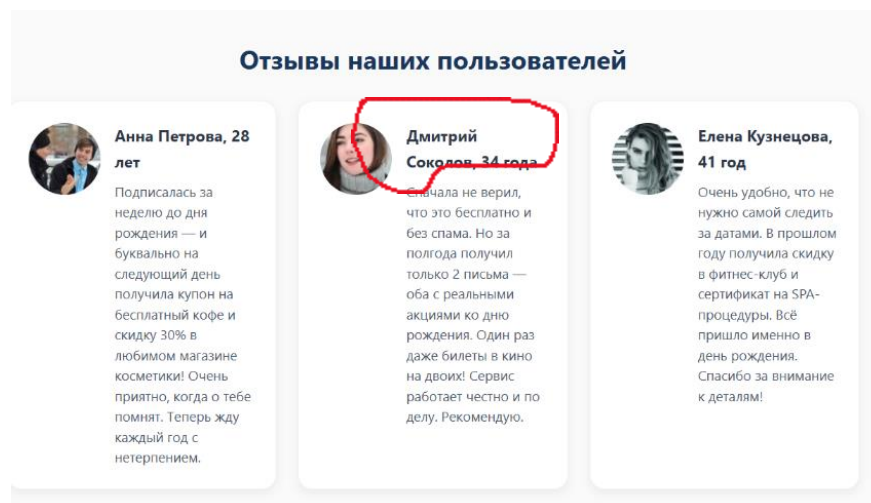 Отзывы наших пользователей
Анна Петрова, 28
лет
Подписалась за
неделю до дня
рождения — и
буквально на
следующий день
получила купон на
бесплатный кофе и
скидку 30% в
любимом магазине
косметики! Очень
приятно, когда о тебе
помнят. Теперь жду
каждый год с
нетерпением.
Дмитрий
Соколов, 34 года
Сначала не верил,
что это бесплатно и
без спама. Но за
полгода получил
только 2 письма —
оба с реальными
акциями ко дню
рождения. Один раз
даже билеты в кино
на двоих! Сервис
работает честно и по
делу. Рекомендую.
Елена Кузнецова,
41 год
Очень удобно, что не
нужно самой следить
за датами. В прошлом
году получила скидку
в фитнес-клуб и
сертификат на SPA-
процедуры. Всё
пришло именно в
день рождения.
Спасибо за внимание
к деталям!